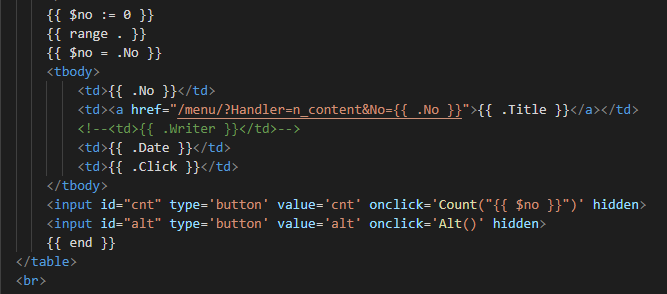 {{ $no := 0 }}
{{ range . }}
{{ $no = .No }}
<tbody>
<td>{{ .No }}</td>
<td><a href="/menu/?Handler=n_content&No={{ .No }}">{{ .Title }}</a></td>
<!--<td>{{ .Writer }}</td>-->
<td>{{ .Date }}</td>
<td>{{ .Click }}</td>
</tbody>
<input id="cnt" type='button' value='cnt' onclick='Count("{{ $no }}")' hidden>
<input id="alt" type='button' value='alt' onclick='Alt()' hidden>
{{ end }}
</table>
<br>